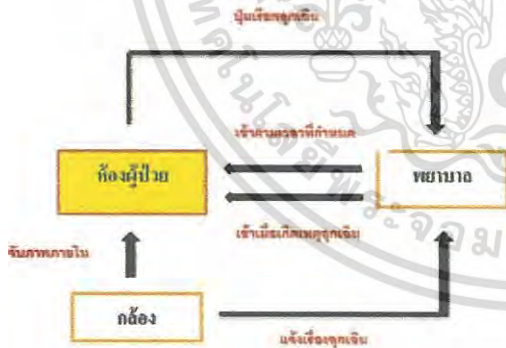 ปุ่มเรียกฉุกเฉิน
เข้าตามเวลาที่กำหนด
ห้องผู้ป่วย
พยาบาล
เข้าเมื่อเกิดเหตุฉุกเฉิน
จับภาพภายใน
กล้อง
แจ้งเรื่องฉุกเฉิน